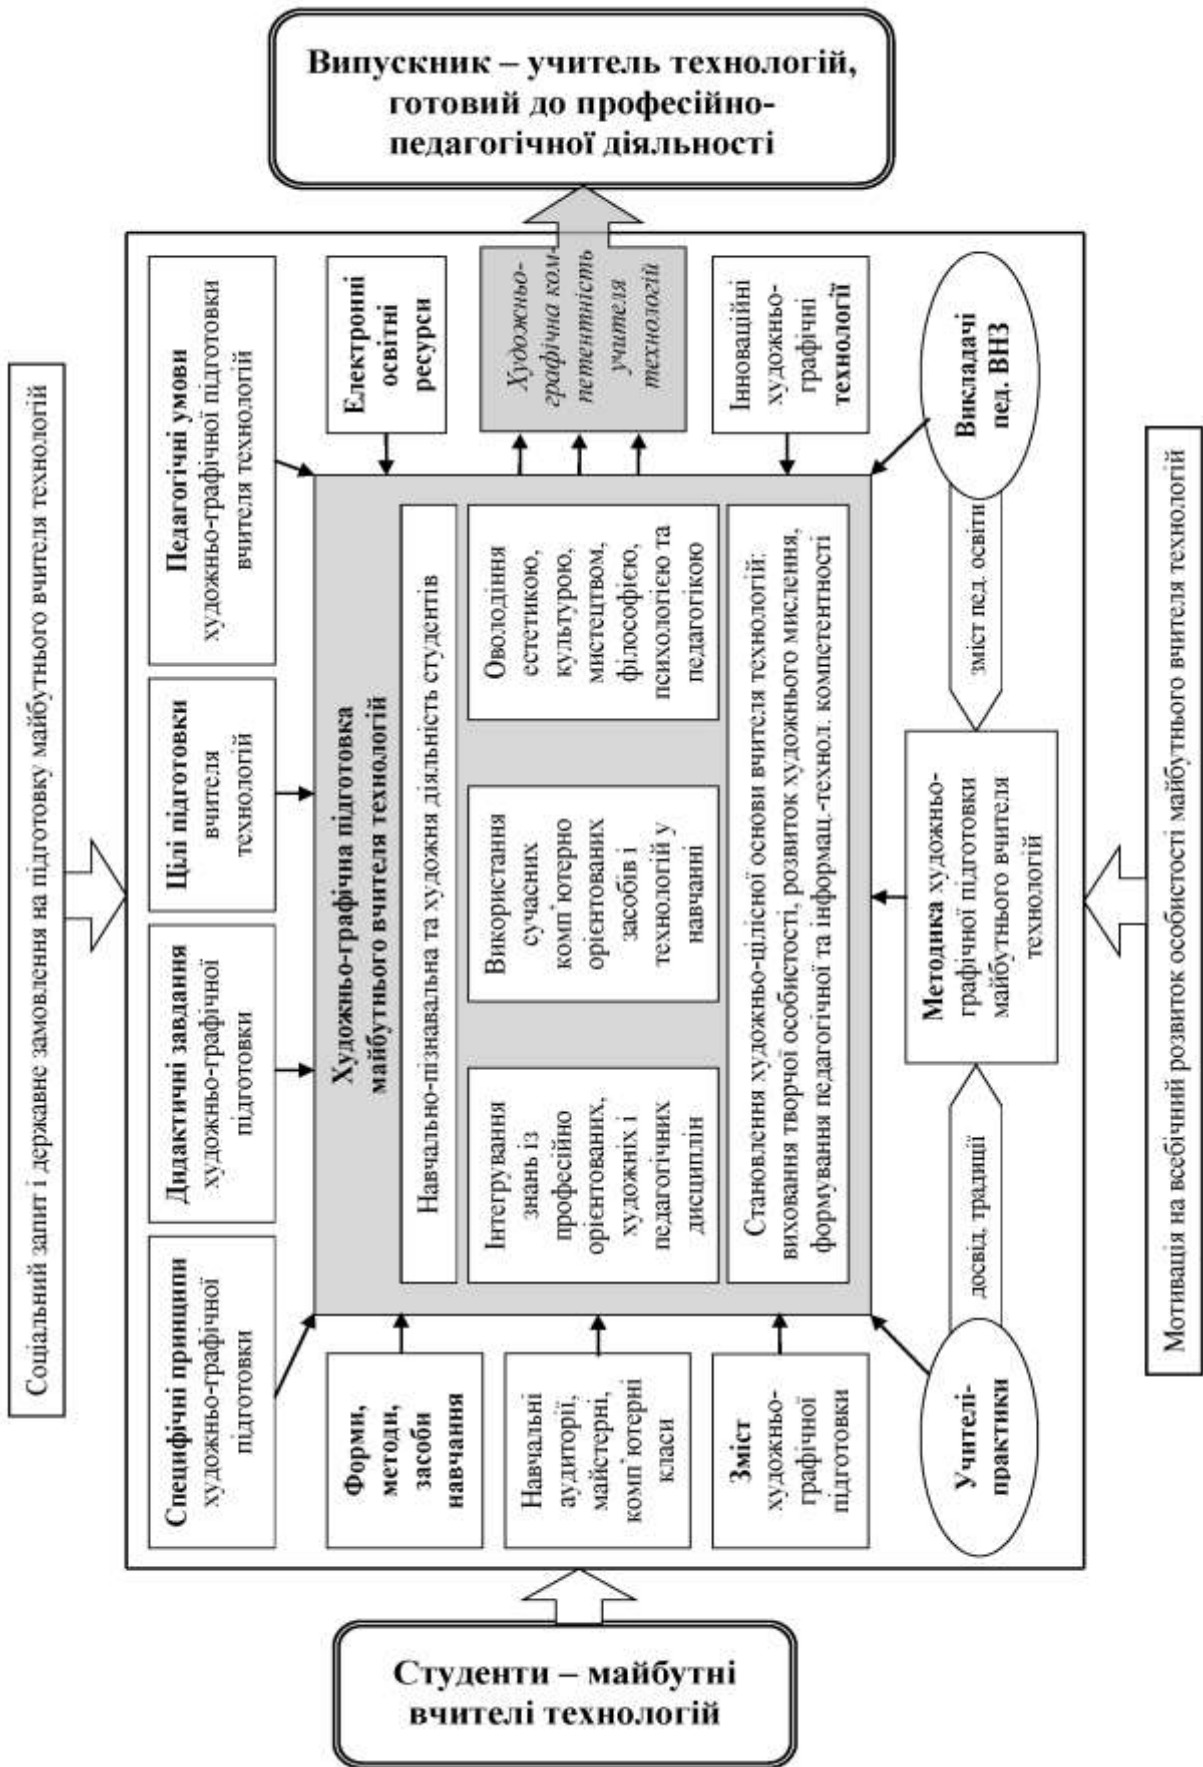 Випускник – учитель технологій,
готовий до професійно-
педагогічної діяльності
Соціальний запит і державне замовлення на підготовку майбутнього вчителя технологій
Специфічні принципи
художньо-графічної
підготовки
Дидактичні завдання
художньо-графічної
підготовки
Цілі підготовки
вчителя
технологій
Педагогічні умови
художньо-графічної підготовки
вчителя технологій
Форми,
методи,
засоби
навчання
Навчальні
аудиторії,
майстерні,
комп'ютерні
класи
Зміст
художньо-
графічної
підготовки
Художньо-графічна підготовка
майбутнього вчителя технологій
Навчально-пізнавальна та художня діяльність студентів
Інтегрування
знань із
професійно
орієнтованих,
художніх і
педагогічних
дисциплін
Використання
сучасних
комп'ютерно
орієнтованих
засобів і
технологій у
навчанні
Оволодіння
естетикою,
культурою,
мистецтвом,
філософією,
психологією та
педагогікою
Становлення художньо-цілісної основи вчителя технологій:
виховання творчої особистості, розвиток художнього мислення,
формування педагогічної та інформац.-технол. компетентності
Електронні
освітні
ресурси
Художньо-
графічна ком-
петентність
учителя
технологій
Інноваційні
художньо-
графічні
технології
Учителі-
практики
досвід, традиції
Методика художньо-
графічної підготовки
майбутнього вчителя
технологій
зміст пед. освіти
Викладачі
пед. ВНЗ
Мотивація на всебічний розвиток особистості майбутнього вчителя технологій
Студенти – майбутні
вчителі технологій